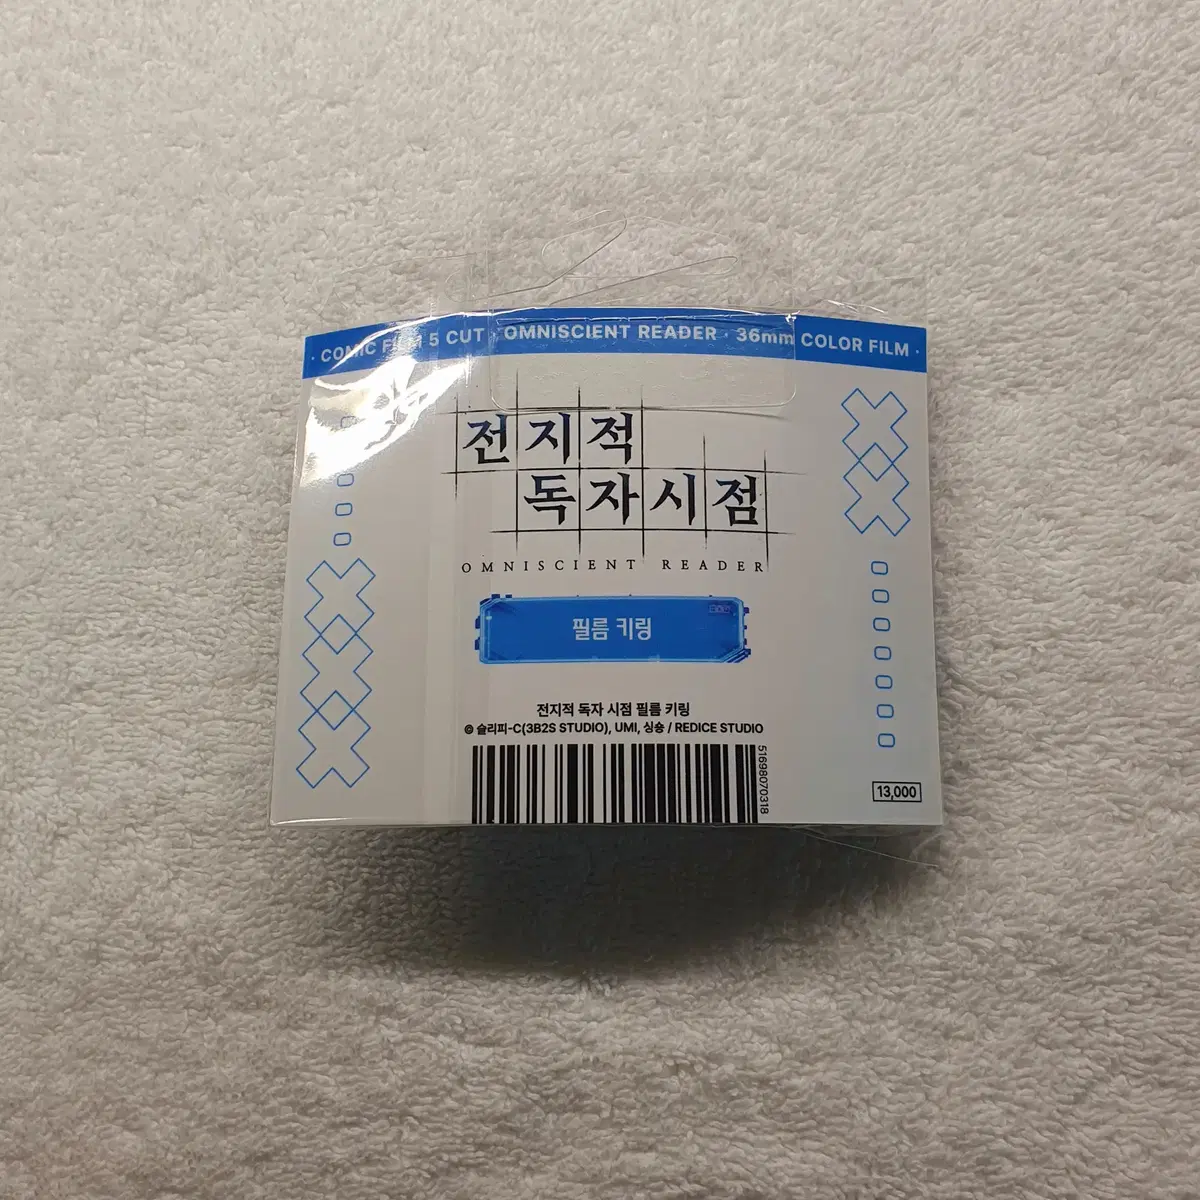 · COMIC FILM 5 CUT · OMNISCIENT READER · 36mm COLOR FILM ·
전지적
독자시점
OMNISCIENT READER
필름 키링
전지적 독자 시점 필름 키링
© 슬리피-C(3B2S STUDIO), UMI, 싱숑 / REDICE STUDIO
51698070318
13,000